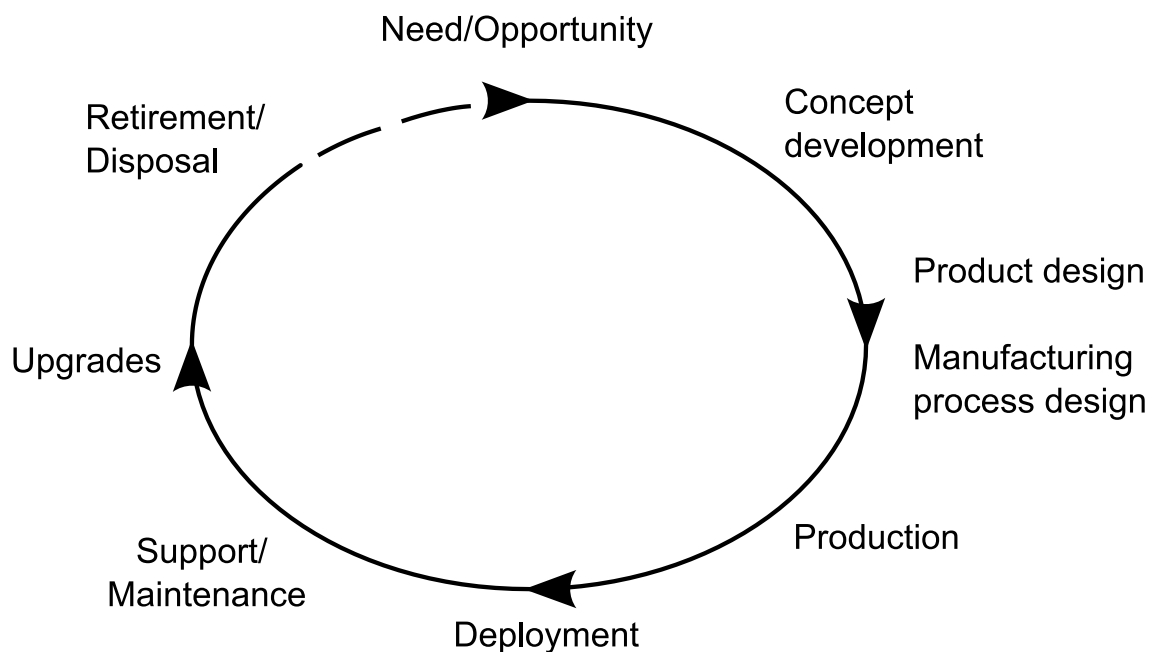 Need/Opportunity
Concept
development
Product design
Manufacturing
process design
Production
Deployment
Support/
Maintenance
Upgrades
Retirement/
Disposal